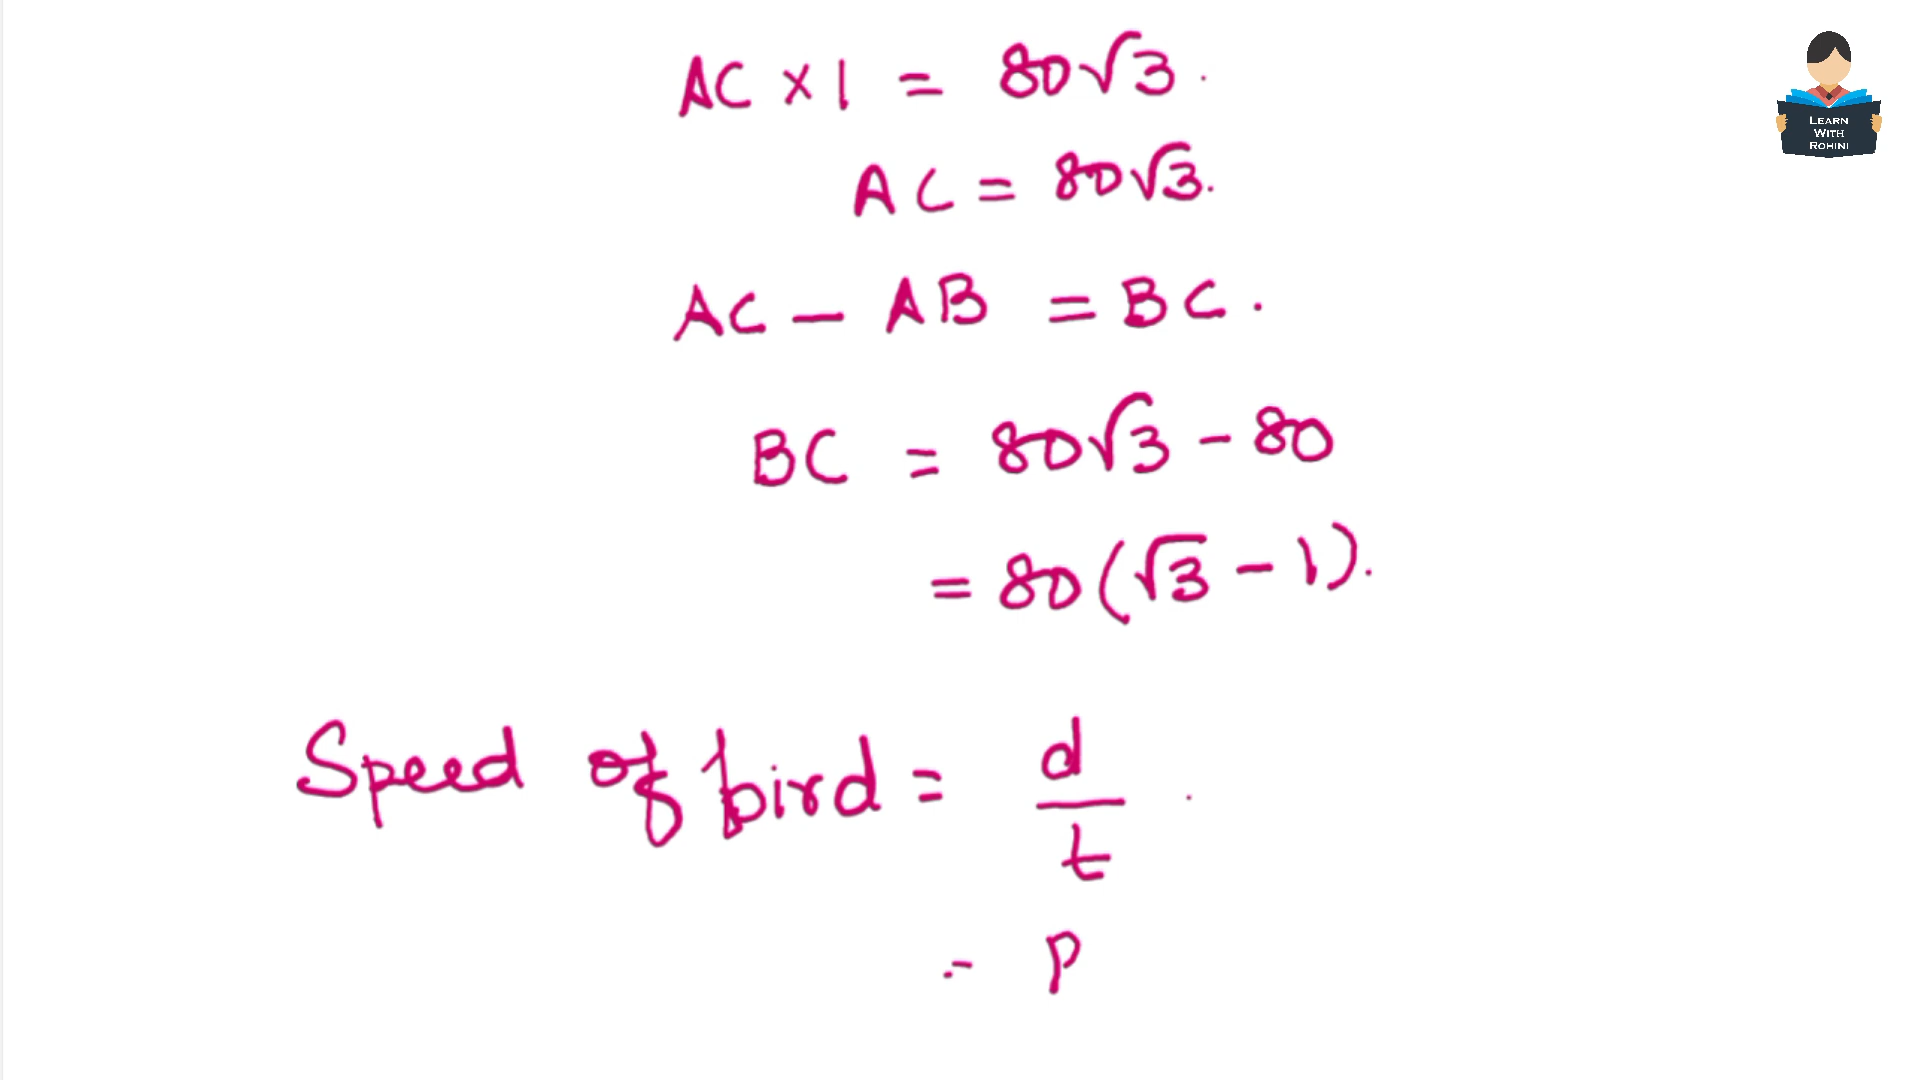 AC × 1 = 80√3.
AC = 80√3.
AC – AB = BC.
BC = 80√3 - 80
= 80(√3 - 1).
Speed of bird = d/t.
= P
LEARN
WITH
ROHINI